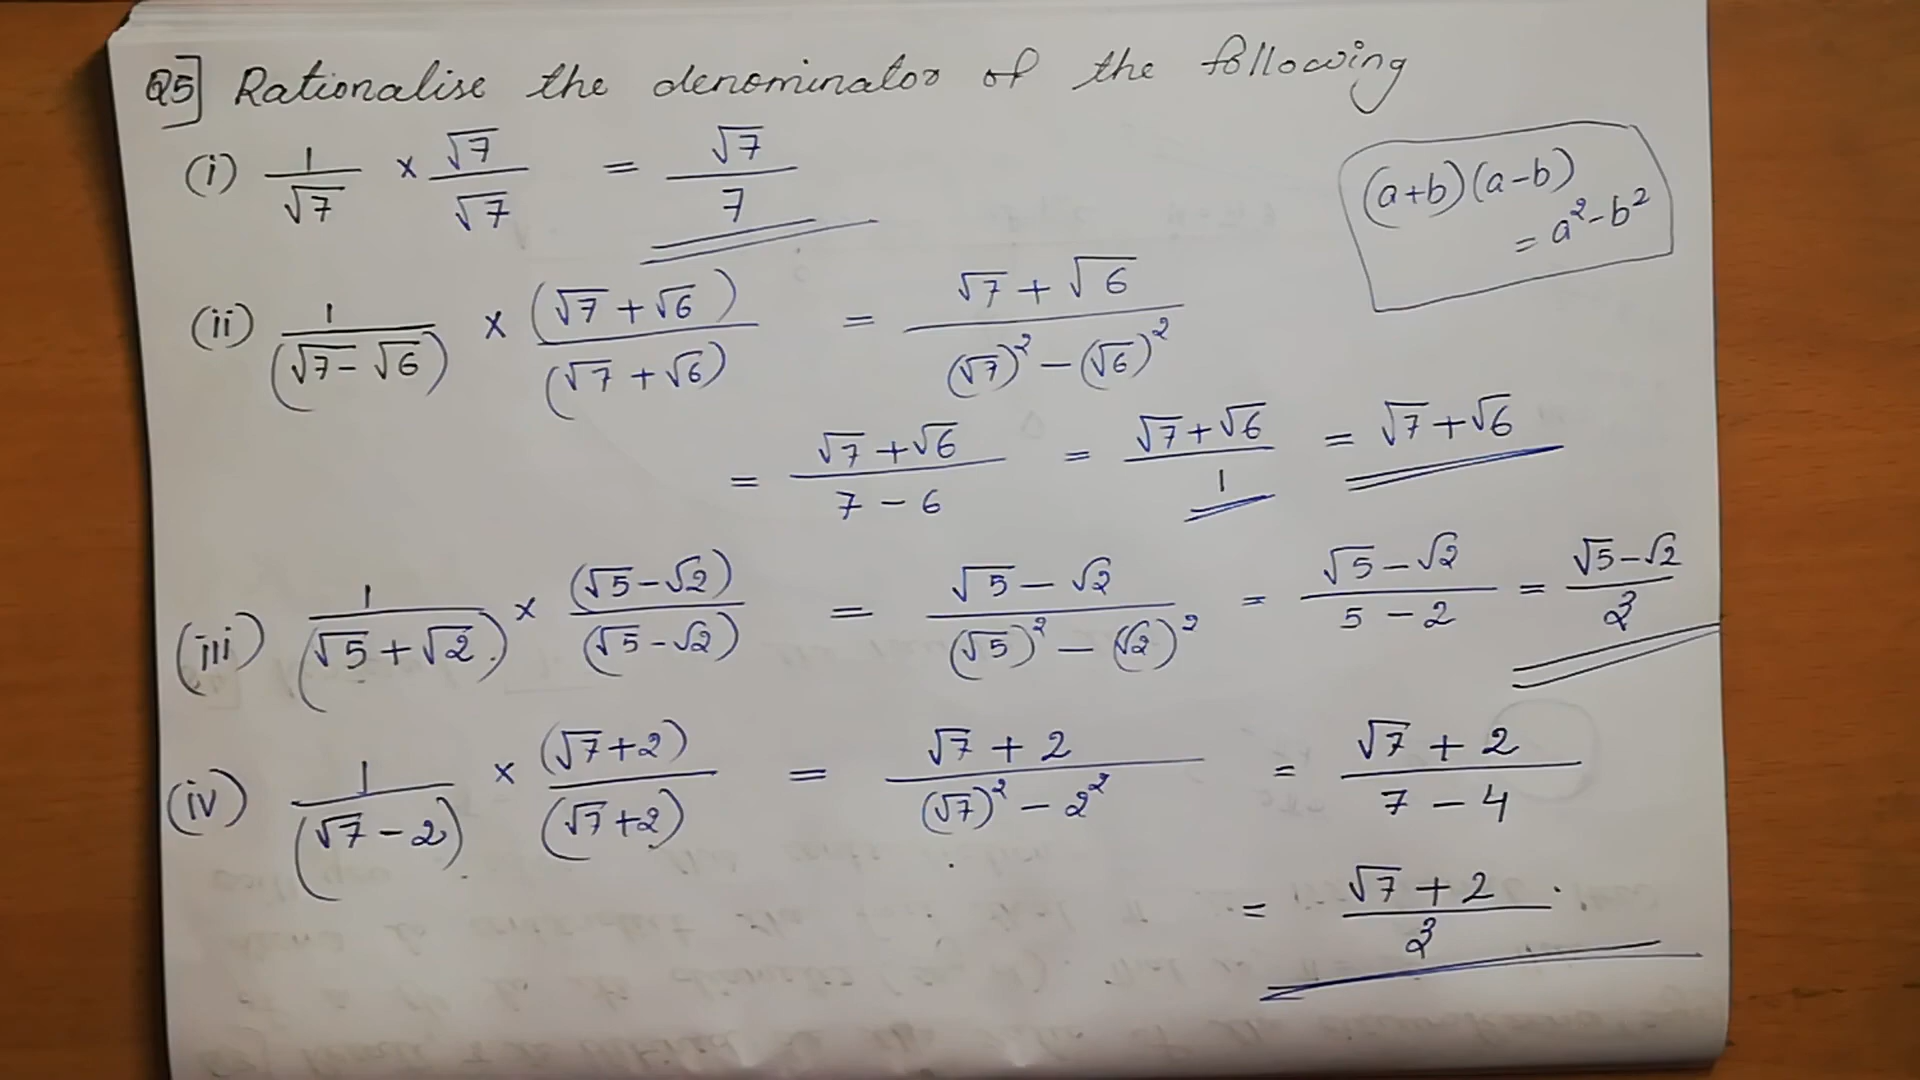 Q5] Rationalise the denominator of the following
(i) 1/√7 × √7/√7 = √7/7
(a+b)(a-b)
= a²-b²
(ii) 1/(√7-√6) × (√7+√6)/(√7+√6) = √7+√6/(√7)²-(√6)²
= √7+√6/7-6 = √7+√6/1 = √7+√6
(iii) 1/(√5+√2) × (√5-√2)/(√5-√2) = √5-√2/(√5)²-(√2)² = √5-√2/5-2 = √5-√2/3
(iv) 1/(√7-2) × (√7+2)/(√7+2) = √7+2/(√7)²-2² = √7+2/7-4
= √7+2/3